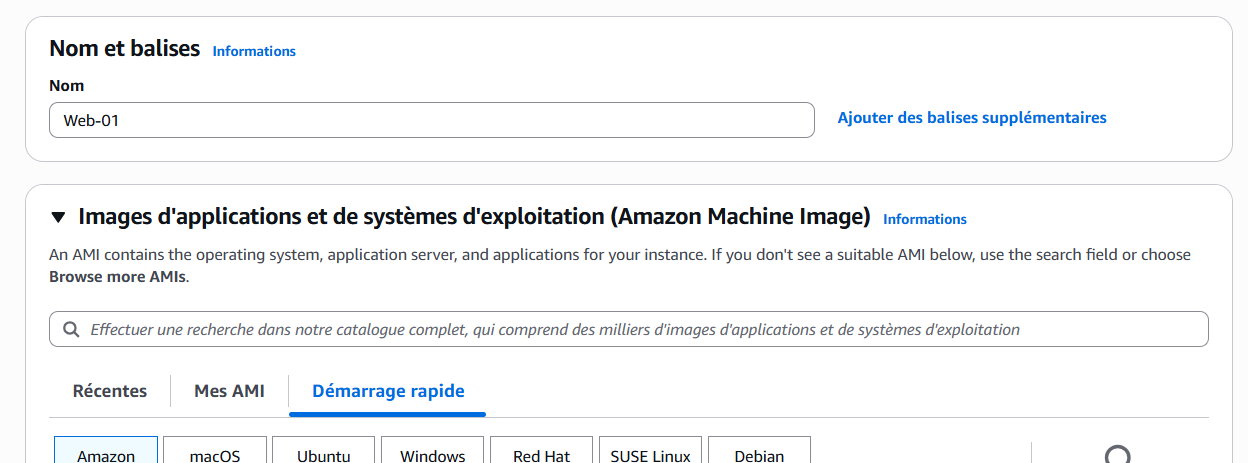 Nom et balises Informations
Nom
Web-01
Ajouter des balises supplémentaires
Images d'applications et de systèmes d'exploitation (Amazon Machine Image) Informations
An AMI contains the operating system, application server, and applications for your instance. If you don't see a suitable AMI below, use the search field or choose
Browse more AMIs.
Effectuer une recherche dans notre catalogue complet, qui comprend des milliers d'images d'applications et de systèmes d'exploitation
Récentes Mes AMI Démarrage rapide
Amazon macOS Ubuntu Windows Red Hat SUSE Linux Debian